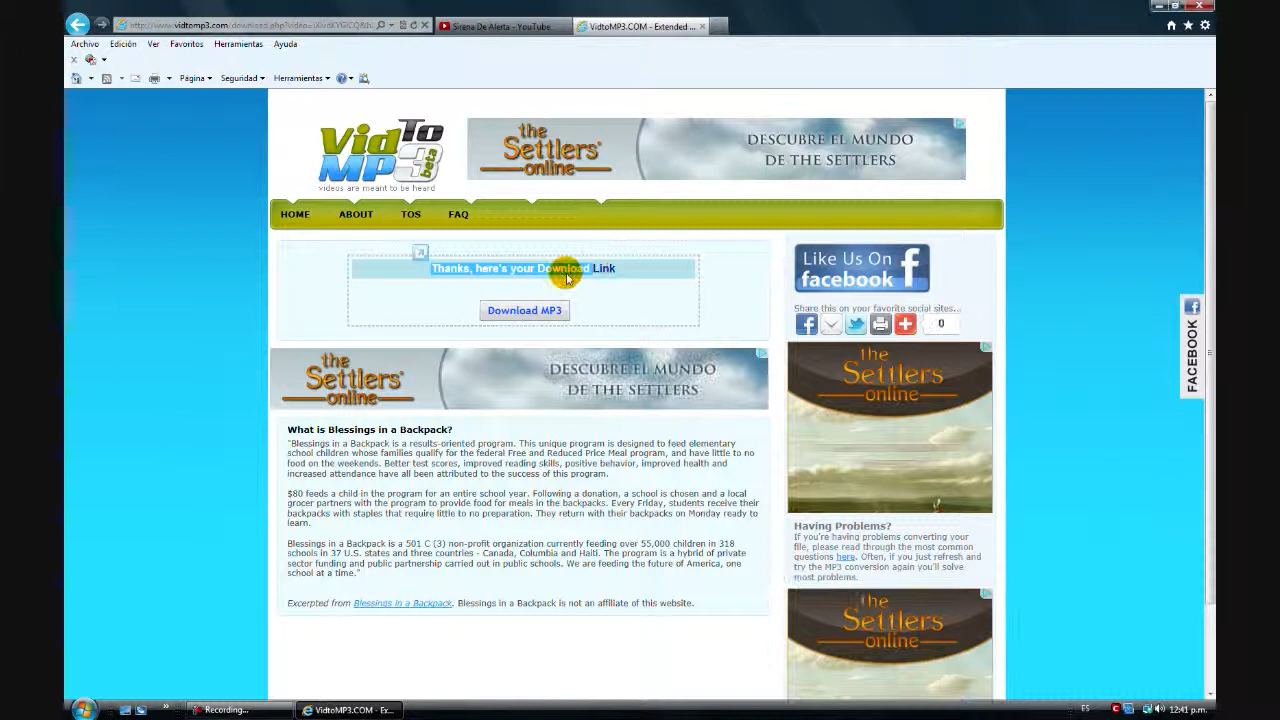 http://www.vidtomp3.com
Sirena De Alerta - YouTube
VidtoMP3.COM - Extended ...
Archivo Edición Ver Favoritos Herramientas Ayuda
Página Seguridad Herramientas
VidTo
MP3
beta
videos are meant to be heard
the
Settlers
online
DESCUBRE EL MUNDO
DE THE SETTLERS
HOME ABOUT TOS FAQ
Thanks, here's your Download Link
Download MP3
Like Us On
facebook
Share this on your favorite social sites...
0
FACEBOOK
the
Settlers
online
DESCUBRE EL MUNDO
DE THE SETTLERS
the
Settlers
online
What is Blessings in a Backpack?
"Blessings in a Backpack is a results-oriented program. This unique program is designed to feed elementary
school children whose families qualify for the federal Free and Reduced Price Meal program, and have little to no
food on the weekends. Better test scores, improved reading skills, positive behavior, improved health and
increased attendance have all been attributed to the success of this program.
$80 feeds a child in the program for an entire school year. Following a donation, a school is chosen and a local
grocer partners with the program to provide food for meals in the backpacks. Every Friday, students receive their
backpacks with staples that require little to no preparation. They return with their backpacks on Monday ready to
learn.
Blessings in a Backpack is a 501 C (3) non-profit organization currently feeding over 55,000 children in 318
schools in 37 U.S. states and three countries - Canada, Columbia and Haiti. The program is a hybrid of private
sector funding and public partnership carried out in public schools. We are feeding the future of America, one
school at a time."
Excerpted from Blessings in a Backpack. Blessings in a Backpack is not an affiliate of this website.
Having Problems?
If you're having problems converting your
file, please read through the most common
questions here. Often, if you just refresh and
try the MP3 conversion again you'll solve
most problems.
the
Settlers
online
Recording...
VidtoMP3.COM - Ex...
ES
12:41 p.m.